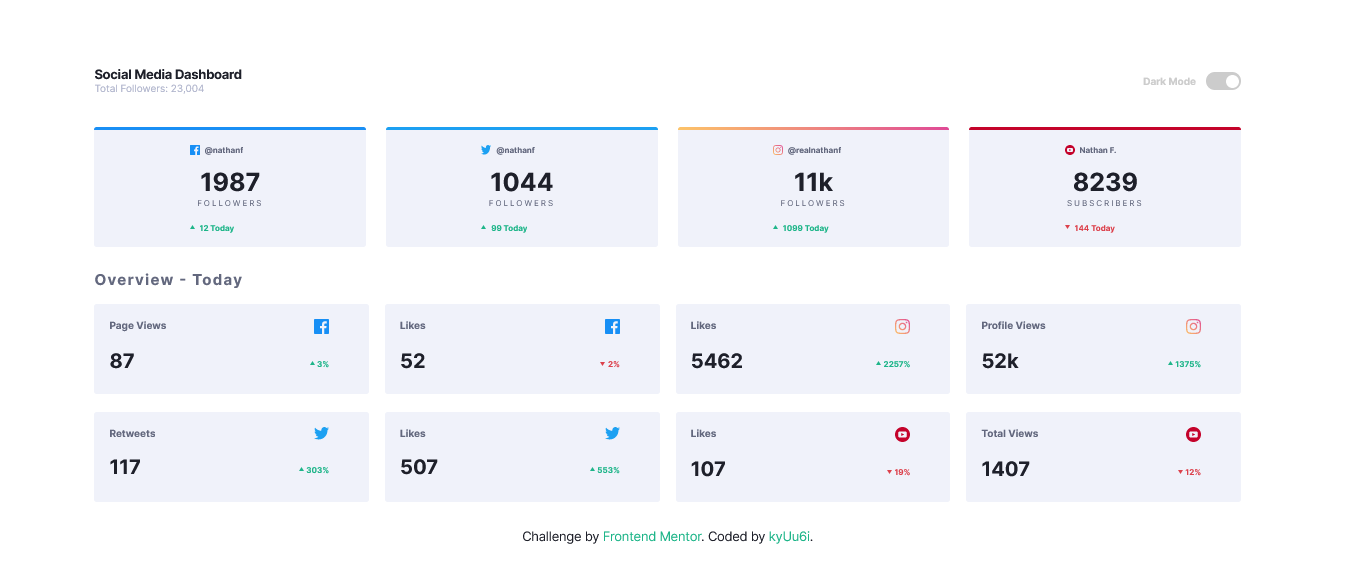 Social Media Dashboard
Total Followers: 23,004
Dark Mode
@nathanf
1987
FOLLOWERS
12 Today
@nathanf
1044
FOLLOWERS
99 Today
@realnathanf
11k
FOLLOWERS
1099 Today
Nathan F.
8239
SUBSCRIBERS
144 Today
Overview - Today
Page Views
87
3%
Likes
52
2%
Likes
5462
2257%
Profile Views
52k
1375%
Retweets
117
303%
Likes
507
553%
Likes
107
19%
Total Views
1407
12%
Challenge by Frontend Mentor. Coded by kyUu6i.